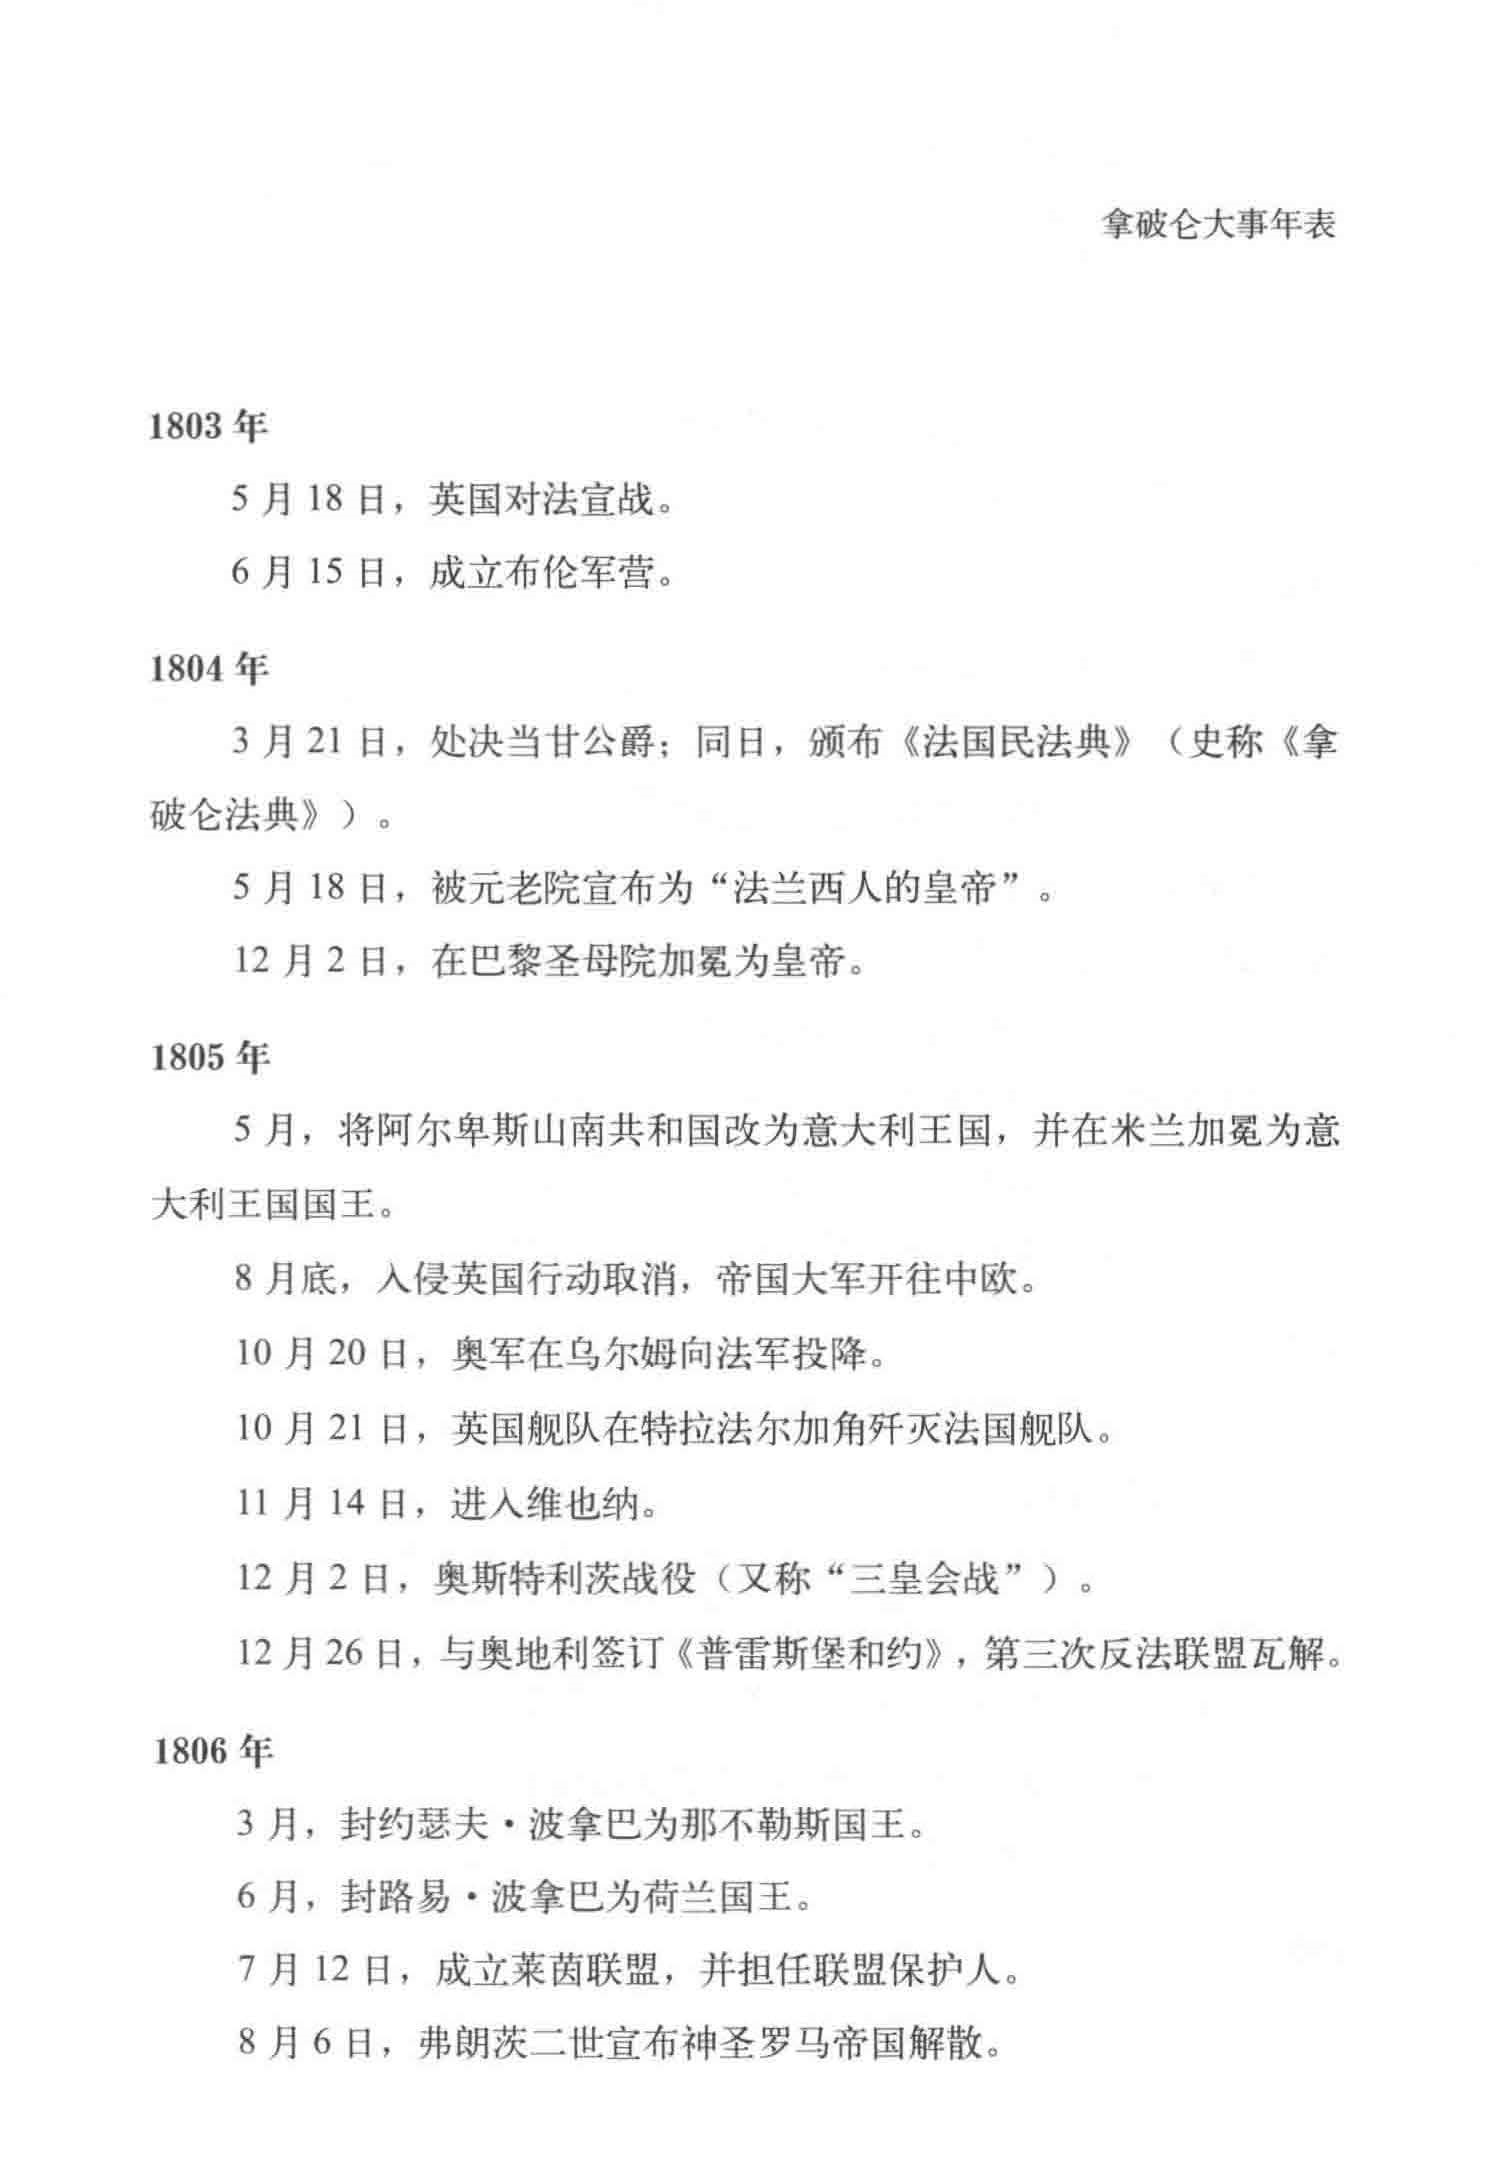 拿破仑大事年表
1803 年
5 月 18 日，英国对法宣战。
6 月 15 日，成立布伦军营。
1804 年
3 月 21 日，处决当甘公爵；同日，颁布《法国民法典》（史称《拿
破仑法典》）。
5 月 18 日，被元老院宣布为“法兰西人的皇帝”。
12 月 2 日，在巴黎圣母院加冕为皇帝。
1805 年
5 月，将阿尔卑斯山南共和国改为意大利王国，并在米兰加冕为意
大利王国国王。
8 月底，入侵英国行动取消，帝国大军开往中欧。
10 月 20 日，奥军在乌尔姆向法军投降。
10 月 21 日，英国舰队在特拉法尔加角歼灭法国舰队。
11 月 14 日，进入维也纳。
12 月 2 日，奥斯特利茨战役（又称“三皇会战”）。
12 月 26 日，与奥地利签订《普雷斯堡和约》，第三次反法联盟瓦解。
1806 年
3 月，封约瑟夫·波拿巴为那不勒斯国王。
6 月，封路易·波拿巴为荷兰国王。
7 月 12 日，成立莱茵联盟，并担任联盟保护人。
8 月 6 日，弗朗茨二世宣布神圣罗马帝国解散。